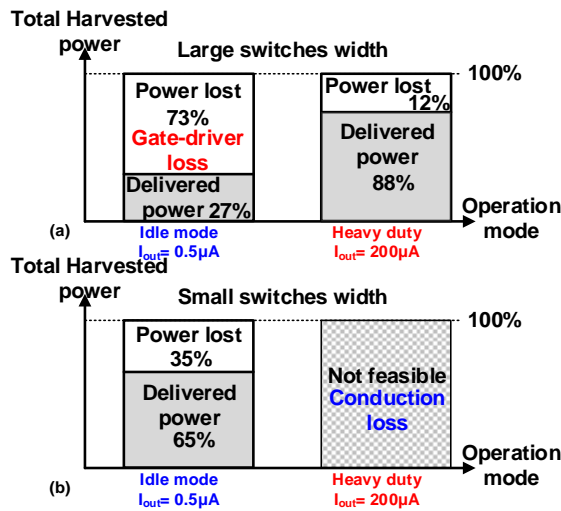 Total Harvested
power
Large switches width
100%
Power lost
73%
Gate-driver
loss
Delivered
power 27%
Power lost
12%
Delivered
power
88%
Operation
mode
(a)
Idle mode
Iout= 0.5µA
Heavy duty
Iout= 200µA
Total Harvested
power
Small switches width
100%
Power lost
35%
Delivered
power
65%
Not feasible
Conduction
loss
Operation
mode
(b)
Idle mode
Iout= 0.5µA
Heavy duty
Iout= 200µA